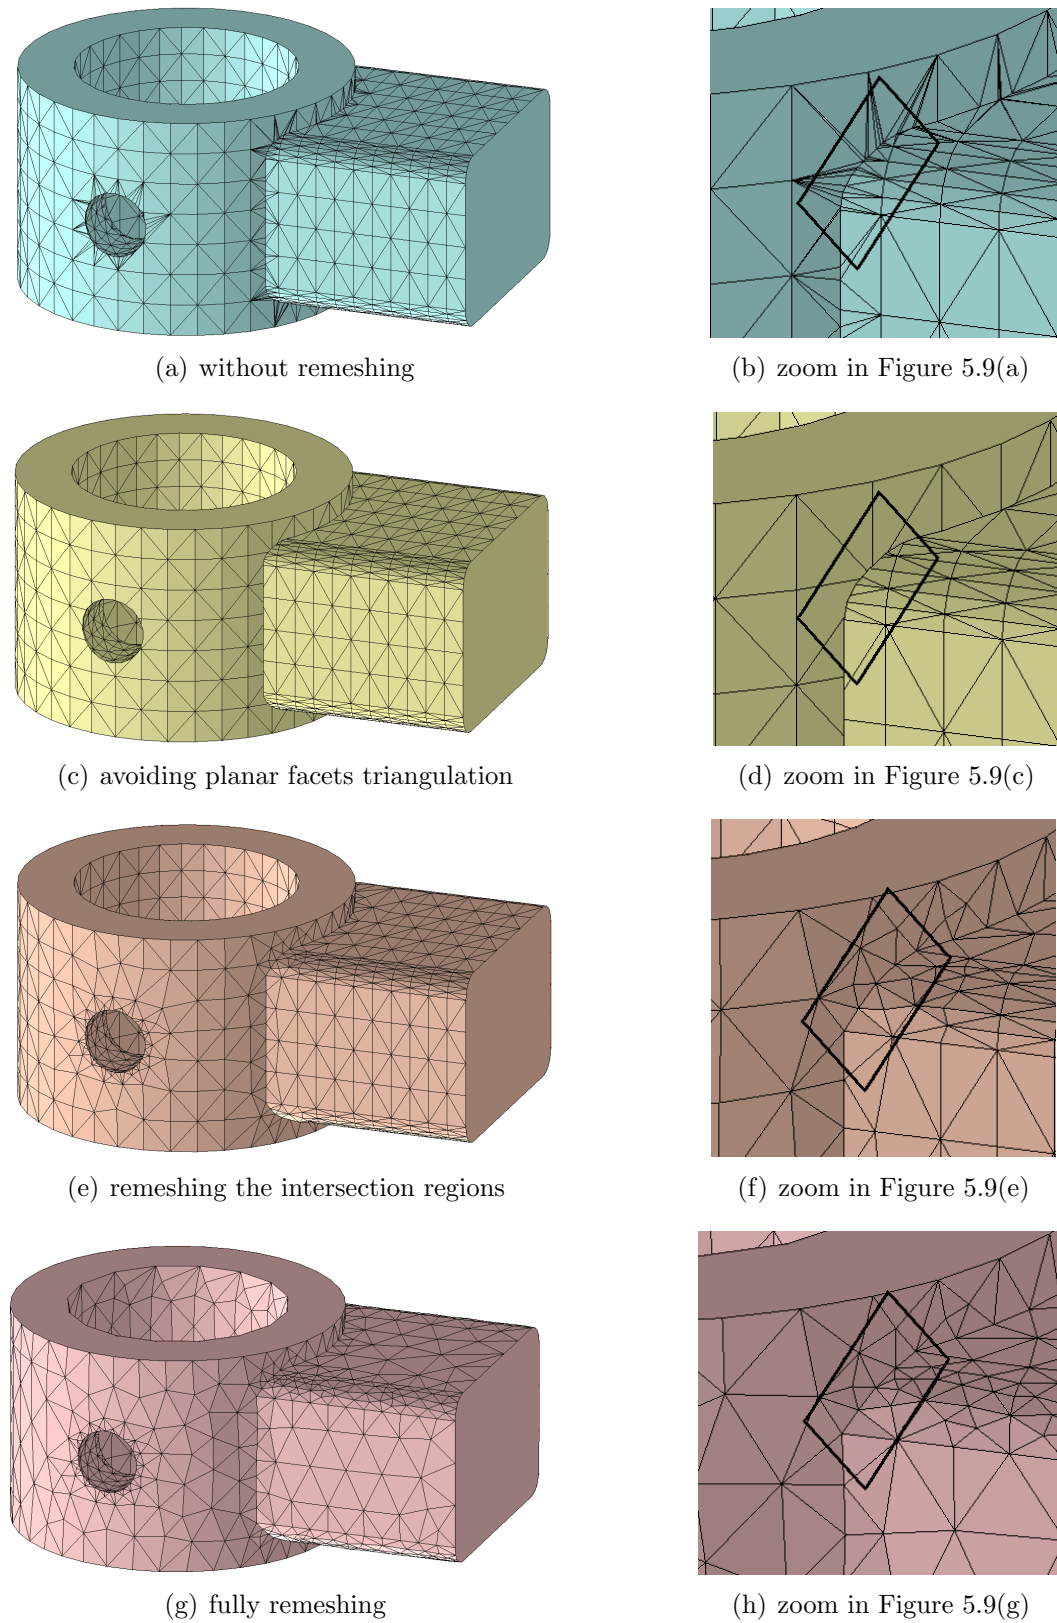 (a) without remeshing
(b) zoom in Figure 5.9(a)
(c) avoiding planar facets triangulation
(d) zoom in Figure 5.9(c)
(e) remeshing the intersection regions
(f) zoom in Figure 5.9(e)
(g) fully remeshing
(h) zoom in Figure 5.9(g)